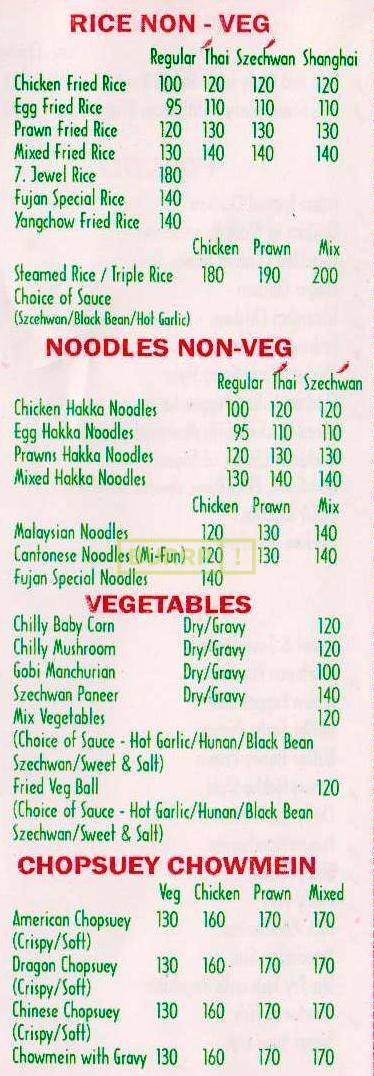 RICE NON - VEG
Regular Thai Szechwan Shanghai
Chicken Fried Rice 100 120 120 120
Egg Fried Rice 95 110 110 110
Prawn Fried Rice 120 130 130 130
Mixed Fried Rice 130 140 140 140
7. Jewel Rice 180
Fujan Special Rice 140
Yangchow Fried Rice 140
Chicken Prawn Mix
Steamed Rice / Triple Rice 180 190 200
Choice of Sauce
(Szcehwan/Black Bean/Hot Garlic)
NOODLES NON-VEG
Regular Thai Szechwan
Chicken Hakka Noodles 100 120 120
Egg Hakka Noodles 95 110 110
Prawns Hakka Noodles 120 130 130
Mixed Hakka Noodles 130 140 140
Chicken Prawn Mix
Malaysian Noodles 120 130 140
Cantonese Noodles (Mi-Fun) 120 130 140
Fujan Special Noodles 140
VEGETABLES
Chilly Baby Corn Dry/Gravy 120
Chilly Mushroom Dry/Gravy 120
Gobi Manchurian Dry/Gravy 100
Szechwan Paneer Dry/Gravy 140
Mix Vegetables 120
(Choice of Sauce - Hot Garlic/Hunan/Black Bean
Szechwan/Sweet & Salt)
Fried Veg Ball 120
(Choice of Sauce - Hot Garlic/Hunan/Black Bean
Szechwan/Sweet & Salt)
CHOPSUEY CHOWMEIN
Veg Chicken Prawn Mixed
American Chopsuey 130 160 170 170
(Crispy/Soft)
Dragon Chopsuey 130 160 170 170
(Crispy/Soft)
Chinese Chopsuey 130 160 170 170
(Crispy/Soft)
Chowmein with Gravy 130 160 170 170